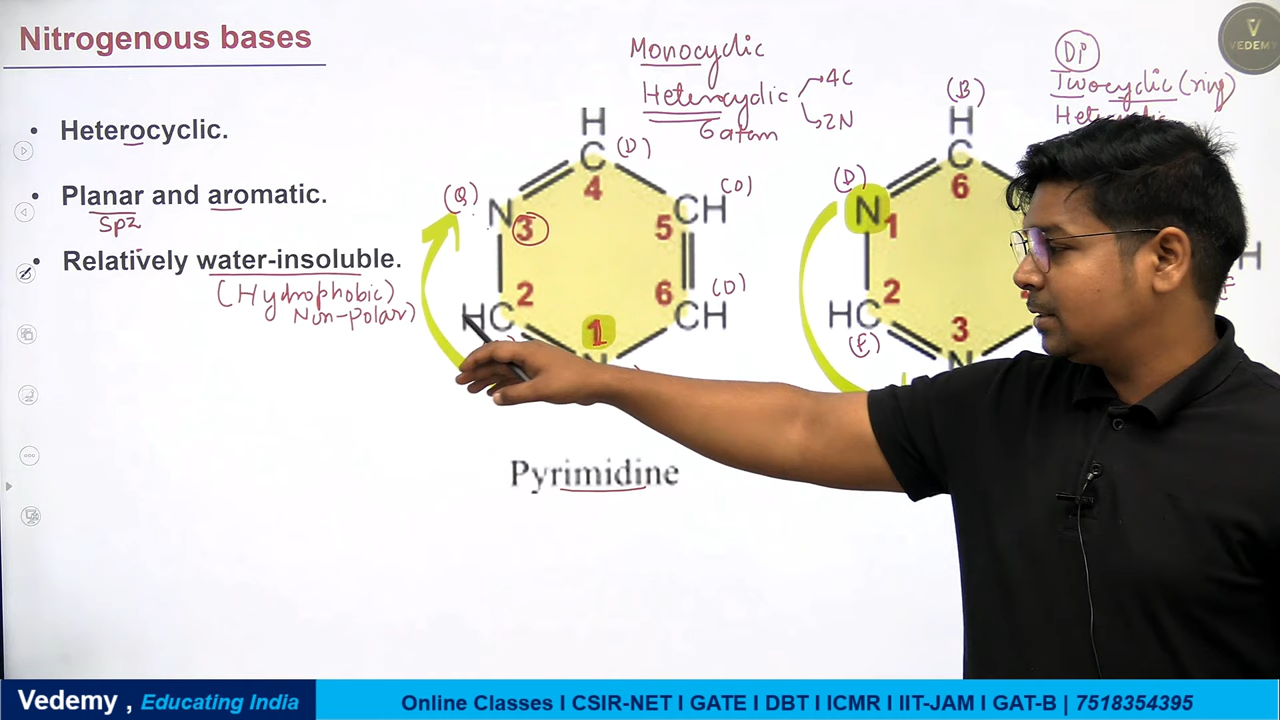 Nitrogenous bases
• Heterocyclic.
• Planar and aromatic.
Sp2
• Relatively water-insoluble.
(Hydrophobic)
Non-polar)
Monocyclic
Heterocyclic → 4C
→ 2N
6 atom
H
C (D)
4
(Q)
N
3
CH (D)
5
2
HC
6 (D)
CH
1
N
Pyrimidine
Di
Twocyclic (ring)
(B)
H
C
6
(D)
N
1
2
HC
(E)
3
N
H
V
VEDEMY
Vedemy , Educating India
Online Classes I CSIR-NET I GATE I DBT I ICMR I IIT-JAM I GAT-B | 7518354395